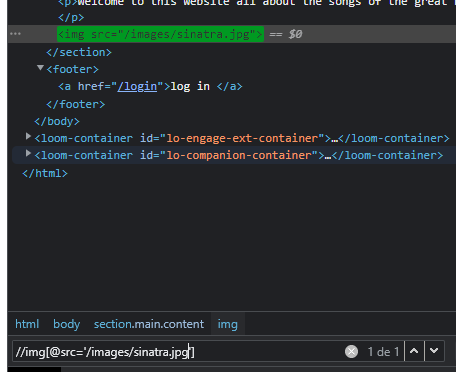 <p>Welcome to this website all about the songs of the great
</p>
··· <img src="/images/sinatra.jpg"> == $0
</section>
▼<footer>
<a href="/login">log in </a>
</footer>
</body>
▶<loom-container id="lo-engage-ext-container">…</loom-container>
▶<loom-container id="lo-companion-container">…</loom-container>
</html>
html body section.main.content img
//img[@src='/images/sinatra.jpg'] 1 de 1